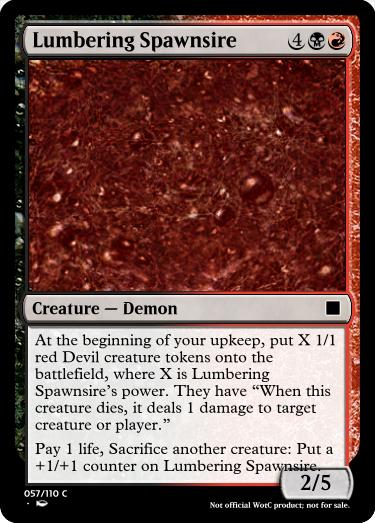 Lumbering Spawnsire 4
Creature — Demon
At the beginning of your upkeep, put X 1/1
red Devil creature tokens onto the
battlefield, where X is Lumbering
Spawnsire's power. They have “When this
creature dies, it deals 1 damage to target
creature or player.”
Pay 1 life, Sacrifice another creature: Put a
+1/+1 counter on Lumbering Spawnsire.
2/5
057/110 C
Not official WotC product; not for sale.